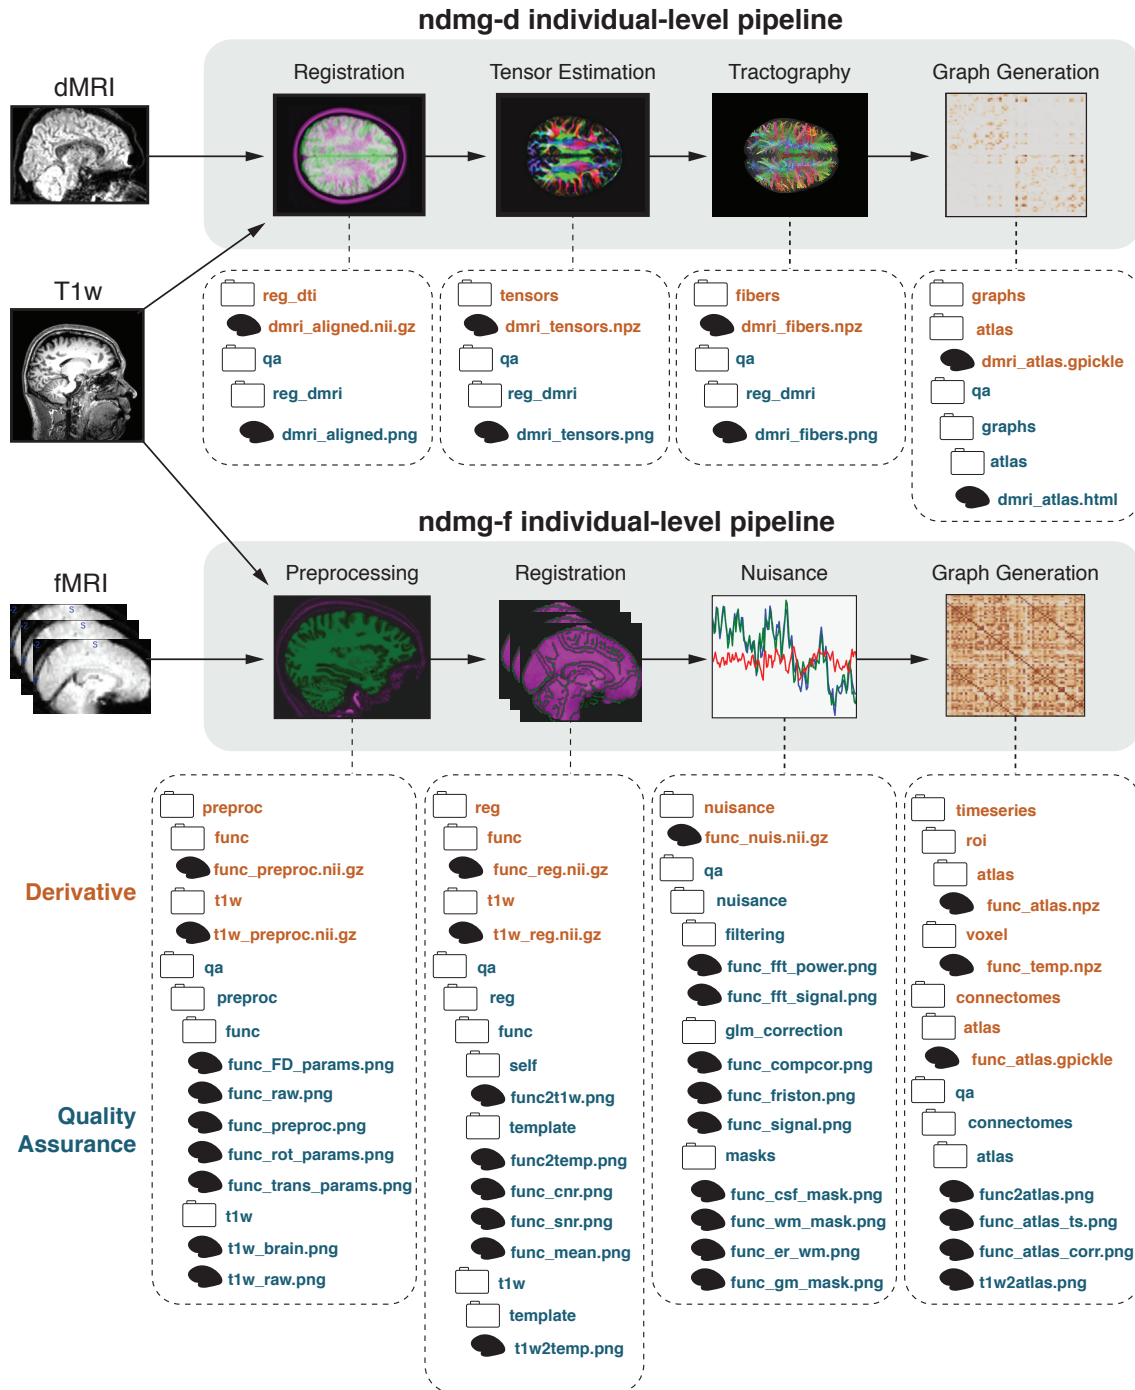 ndmg-d individual-level pipeline
dMRI
Registration
Tensor Estimation
Tractography
Graph Generation
T1w
reg_dti
dmri_aligned.nii.gz
qa
reg_dmri
dmri_aligned.png
tensors
dmri_tensors.npz
qa
reg_dmri
dmri_tensors.png
fibers
dmri_fibers.npz
qa
reg_dmri
dmri_fibers.png
graphs
atlas
dmri_atlas.gpickle
qa
graphs
atlas
dmri_atlas.html
ndmg-f individual-level pipeline
fMRI
S
S
Preprocessing
Registration
Nuisance
Graph Generation
Derivative
Quality
Assurance
preproc
func
func_preproc.nii.gz
t1w
t1w_preproc.nii.gz
qa
preproc
func
func_FD_params.png
func_raw.png
func_preproc.png
func_rot_params.png
func_trans_params.png
t1w
t1w_brain.png
t1w_raw.png
reg
func
func_reg.nii.gz
t1w
t1w_reg.nii.gz
qa
reg
func
self
func2t1w.png
template
func2temp.png
func_cnr.png
func_snr.png
func_mean.png
t1w
template
t1w2temp.png
nuisance
func_nuis.nii.gz
qa
nuisance
filtering
func_fft_power.png
func_fft_signal.png
glm_correction
func_compcor.png
func_friston.png
func_signal.png
masks
func_csf_mask.png
func_wm_mask.png
func_er_wm.png
func_gm_mask.png
timeseries
roi
atlas
func_atlas.npz
voxel
func_temp.npz
connectomes
atlas
func_atlas.gpickle
qa
connectomes
atlas
func2atlas.png
func_atlas_ts.png
func_atlas_corr.png
t1w2atlas.png